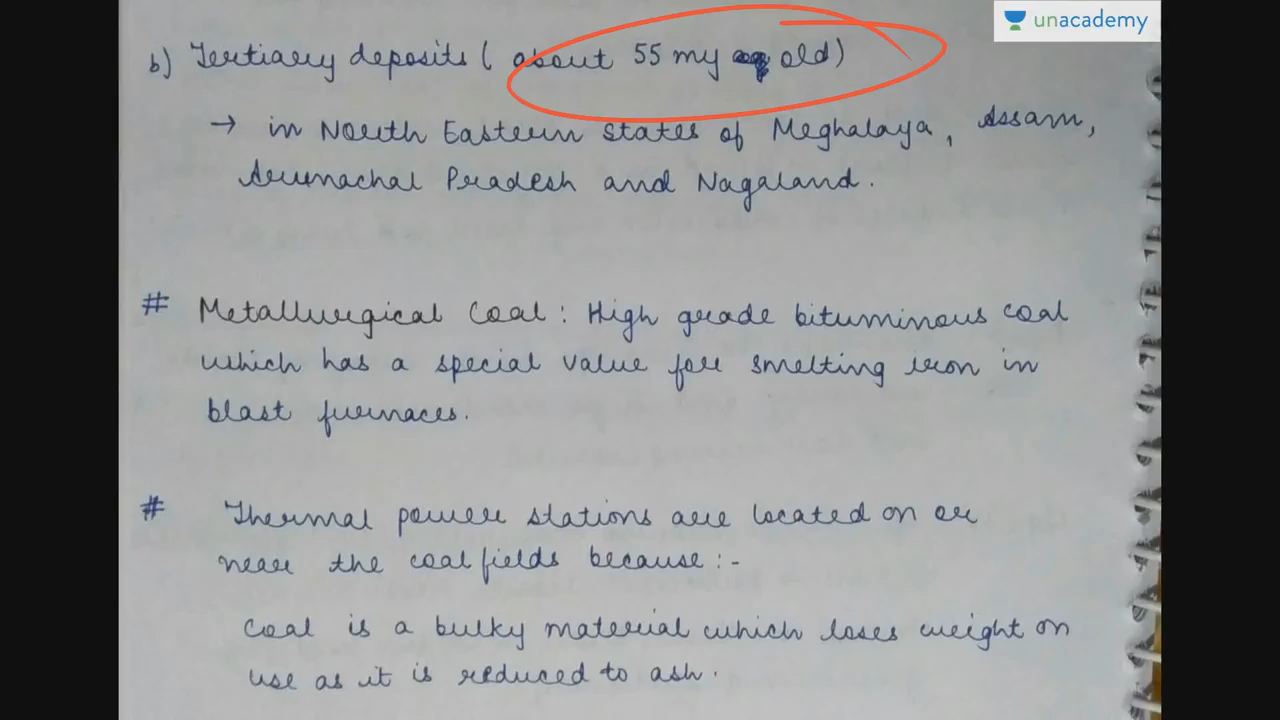 unacademy
b) Tertiary deposits ( about 55 my old)
→ in North Eastern states of Meghalaya, Assam,
Arunachal Pradesh and Nagaland.
# Metallurgical Coal : High grade bituminous coal
which has a special value for smelting iron in
blast furnaces.
# Thermal power stations are located on or
near the coalfields because :-
Coal is a bulky material which loses weight on
use as it is reduced to ash.